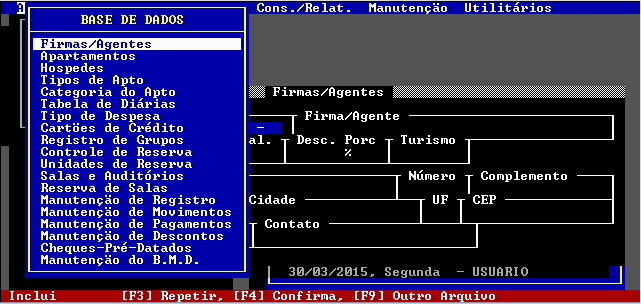 Cons./Relat. Manutenção Utilitários
BASE DE DADOS
Firmas/Agentes
Apartamentos
Hospedes
Tipos de Apto
Categoria do Apto
Tabela de Diárias
Tipo de Despesa
Cartões de Crédito
Registro de Grupos
Controle de Reserva
Unidades de Reserva
Salas e Auditórios
Reserva de Salas
Manutenção de Registro
Manutenção de Movimentos
Manutenção de Pagamentos
Manutenção de Descontos
Cheques-Pré-Datados
Manutenção do B.M.D.
Firmas/Agentes
Firma/Agente
-
al. Desc. Porc Turismo
%
Número Complemento
Cidade UF CEP
Contato
30/03/2015, Segunda - USUARIO
Inclui [F3] Repetir, [F4] Confirma, [F9] Outro Arquivo